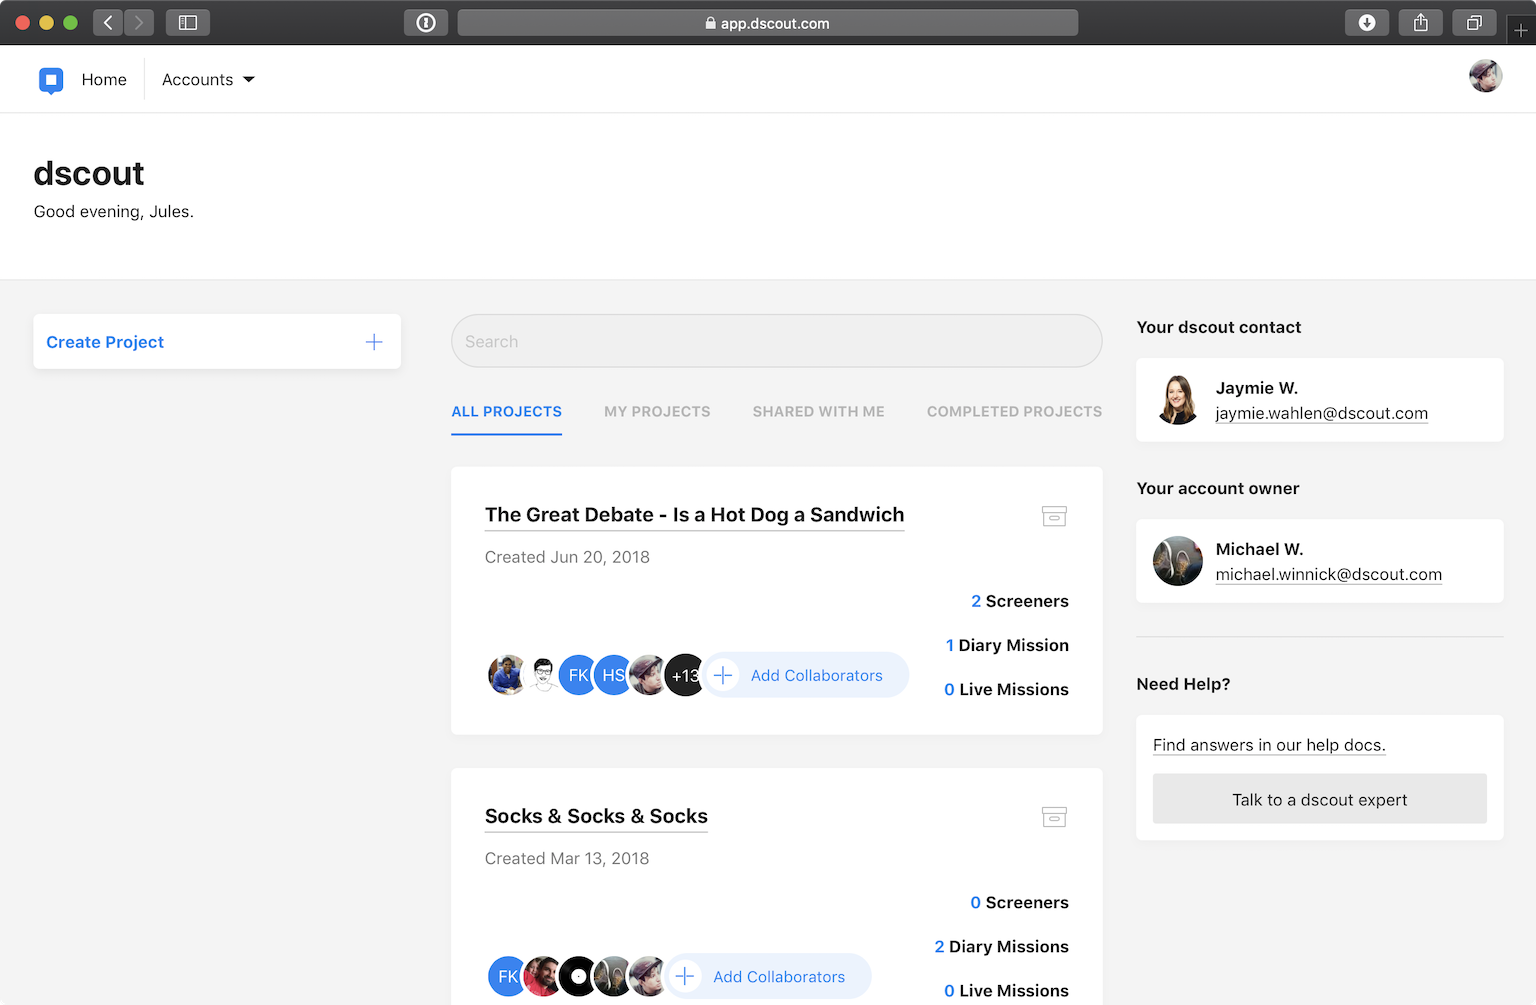 app.dscout.com
Home
Accounts
dscout
Good evening, Jules.
Create Project
Search
ALL PROJECTS
MY PROJECTS
SHARED WITH ME
COMPLETED PROJECTS
The Great Debate - Is a Hot Dog a Sandwich
Created Jun 20, 2018
2 Screeners
1 Diary Mission
0 Live Missions
FK
HS
+13
Add Collaborators
Socks & Socks & Socks
Created Mar 13, 2018
0 Screeners
2 Diary Missions
0 Live Missions
FK
Add Collaborators
Your dscout contact
Jaymie W.
jaymie.wahlen@dscout.com
Your account owner
Michael W.
michael.winnick@dscout.com
Need Help?
Find answers in our help docs.
Talk to a dscout expert